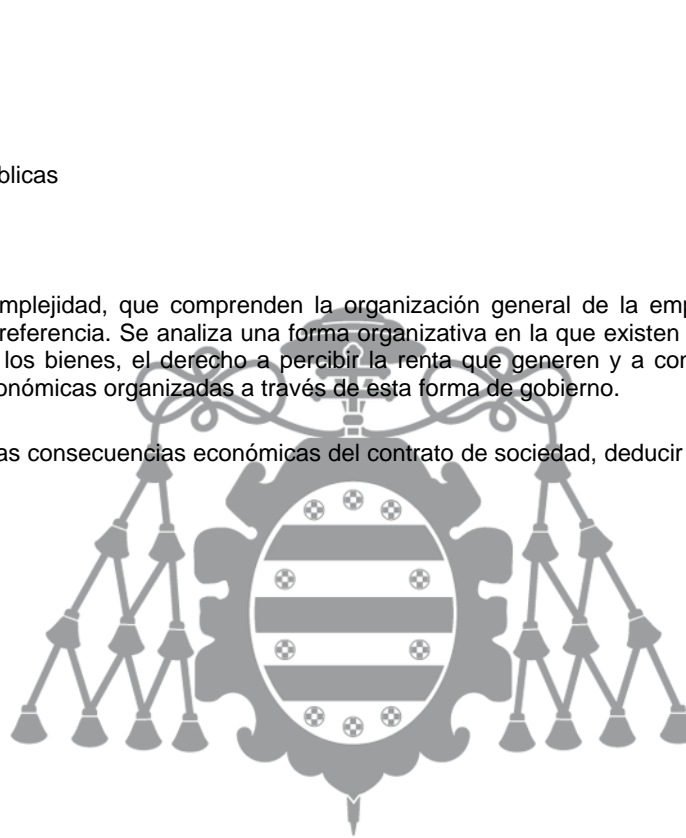 blicas
mplejidad, que comprenden la organización general de la emp
referencia. Se analiza una forma organizativa en la que existen
los bienes, el derecho a percibir la renta que generen y a con
onómicas organizadas a través de esta forma de gobierno.
as consecuencias económicas del contrato de sociedad, deducir